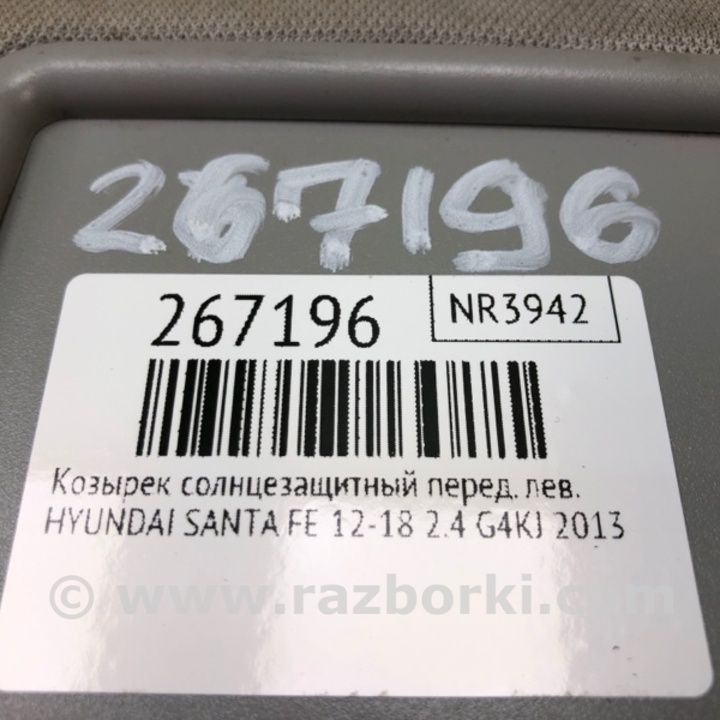 267196
267196
NR3942
Козырек солнцезащитный перед. лев.
HYUNDAI SANTA FE 12-18 2.4 G4KJ 2013
© www.razborki.com